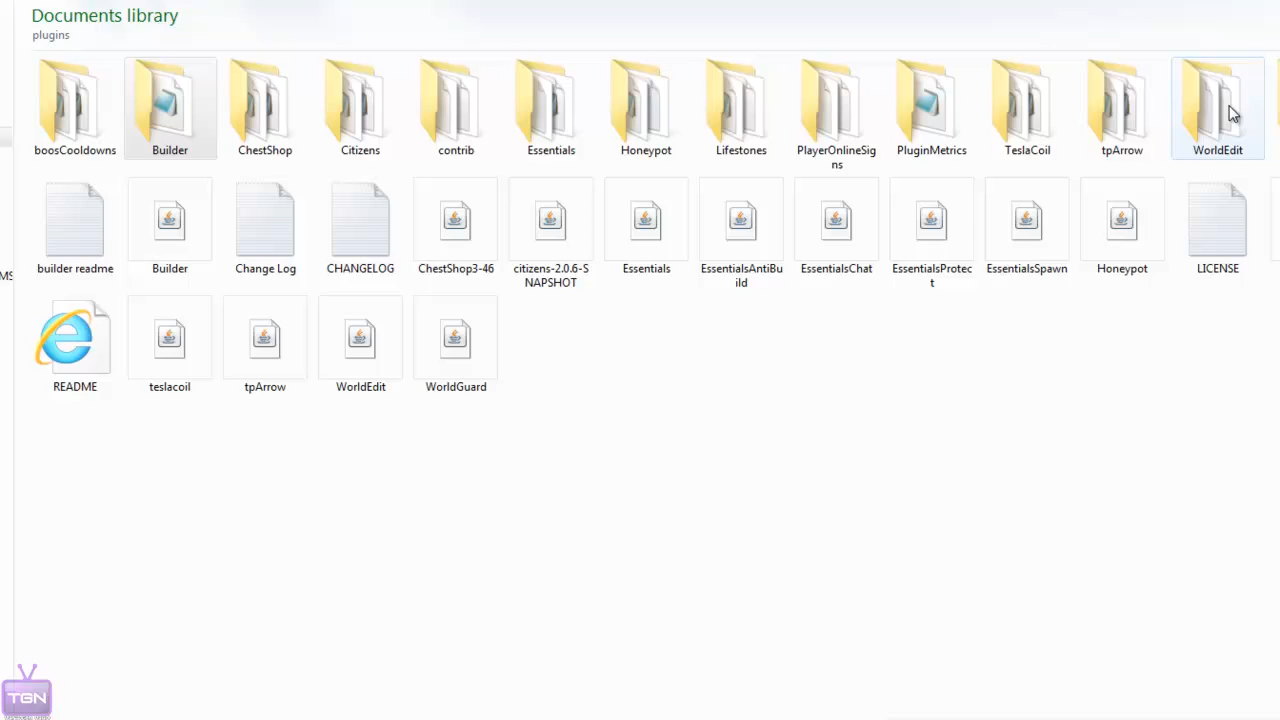 Documents library
plugins
boosCooldowns
Builder
ChestShop
Citizens
contrib
Essentials
Honeypot
Lifestones
PlayerOnlineSig
ns
PluginMetrics
TeslaCoil
tpArrow
WorldEdit
MS
builder readme
Builder
Change Log
CHANGELOG
ChestShop3-46
citizens-2.0.6-S
NAPSHOT
Essentials
EssentialsAntiBu
ild
EssentialsChat
EssentialsProtec
t
EssentialsSpawn
Honeypot
LICENSE
README
teslacoil
tpArrow
WorldEdit
WorldGuard
TGN